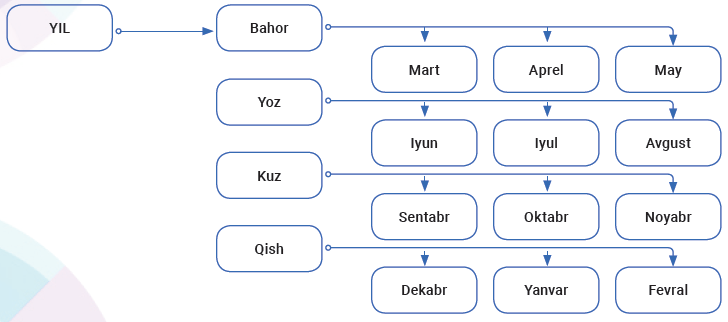 YIL
Bahor
Mart Aprel May
Yoz
Iyun Iyul Avgust
Kuz
Sentabr Oktabr Noyabr
Qish
Dekabr Yanvar Fevral